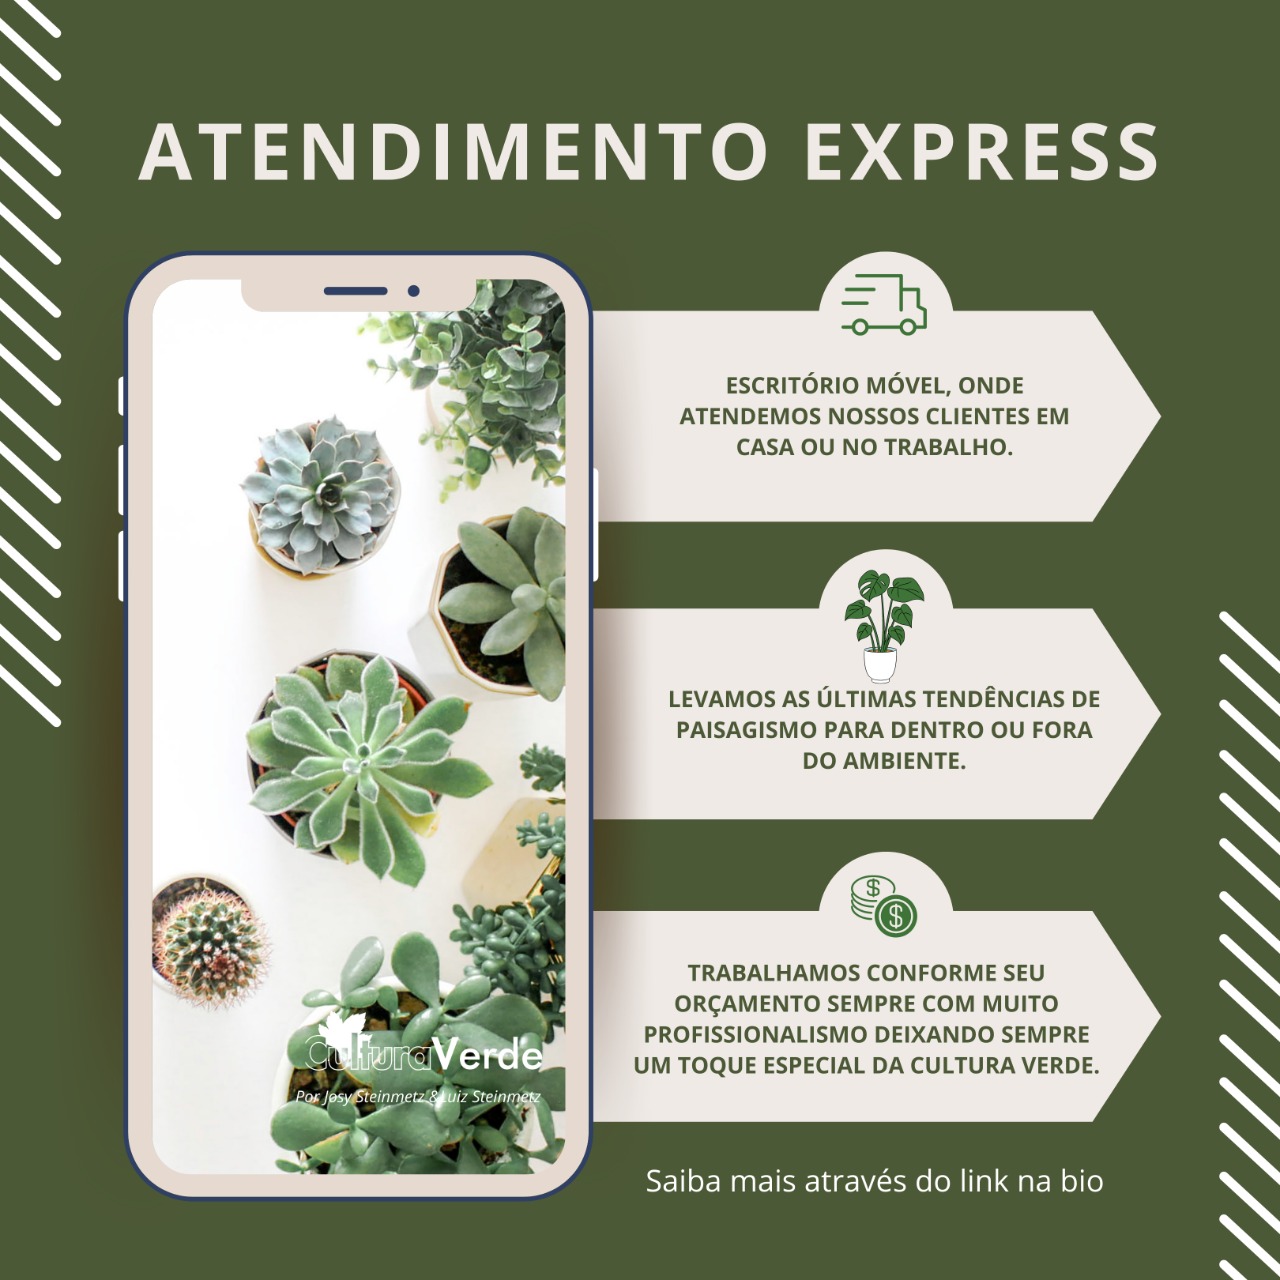 ATENDIMENTO EXPRESS
ESCRITÓRIO MÓVEL, ONDE
ATENDEMOS NOSSOS CLIENTES EM
CASA OU NO TRABALHO.
LEVAMOS AS ÚLTIMAS TENDÊNCIAS DE
PAISAGISMO PARA DENTRO OU FORA
DO AMBIENTE.
TRABALHAMOS CONFORME SEU
ORÇAMENTO SEMPRE COM MUITO
PROFISSIONALISMO DEIXANDO SEMPRE
UM TOQUE ESPECIAL DA CULTURA VERDE.
CulturaVerde
Por Josy Steinmetz & Luiz Steinmetz
Saiba mais através do link na bio